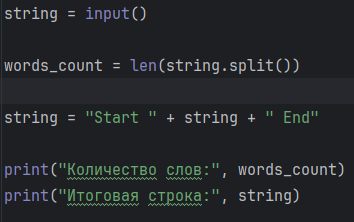 string = input()
words_count = len(string.split())
string = "Start " + string + " End"
print("Количество слов:", words_count)
print("Итоговая строка:", string)